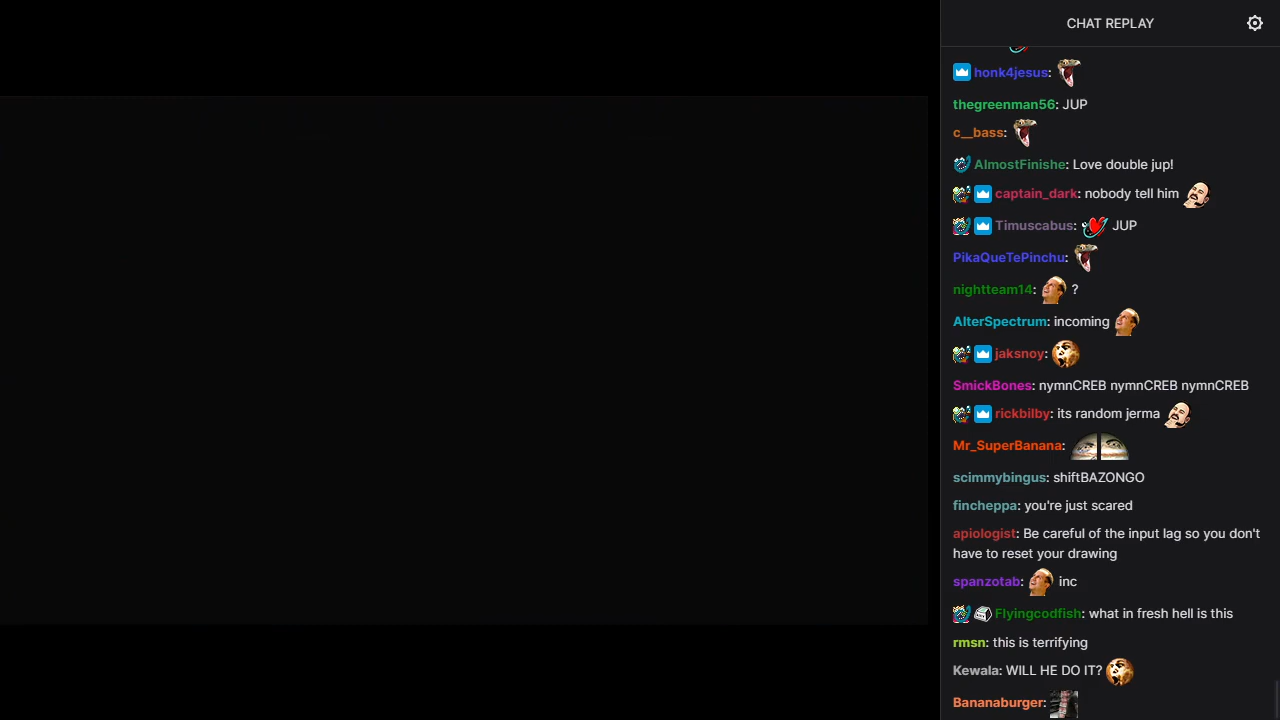 CHAT REPLAY
honk4jesus:
thegreenman56: JUP
c__bass:
AlmostFinishe: Love double jup!
captain_dark: nobody tell him
Timuscabus: JUP
PikaQueTePinchu:
nightteam14: ?
AlterSpectrum: incoming
jaksnoy:
SmickBones: nymnCREB nymnCREB nymnCREB
rickbilby: its random jerma
Mr_SuperBanana:
scimmybingus: shiftBAZONGO
fincheppa: you're just scared
apiologist: Be careful of the input lag so you don't
have to reset your drawing
spanzotab: inc
Flyingcodfish: what in fresh hell is this
rmsn: this is terrifying
Kewala: WILL HE DO IT?
Bananaburger: